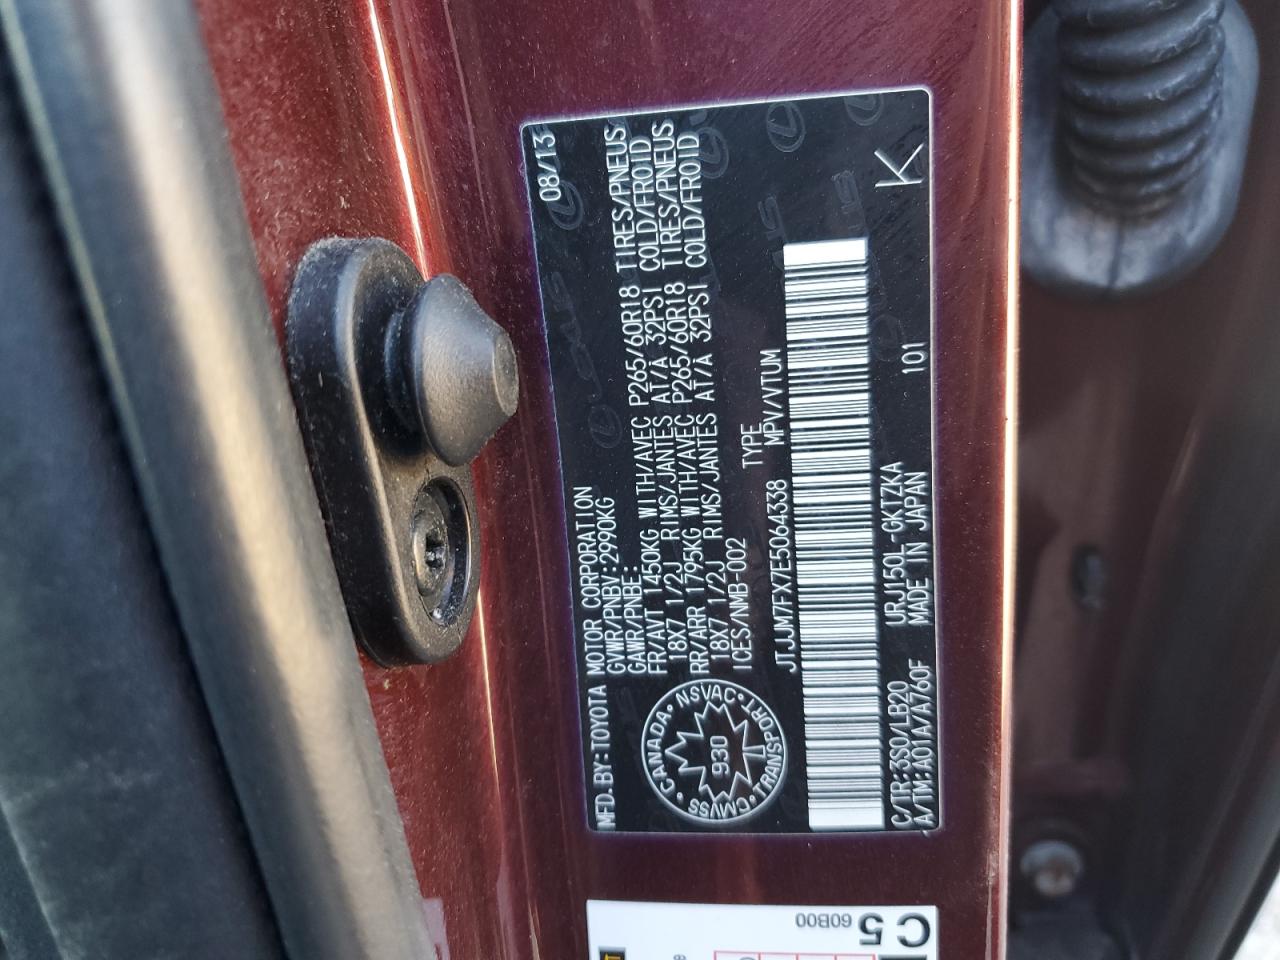 MFD.BY:TOYOTA MOTOR CORPORATION 08/13
GVWR/PNBV:2990KG
GAWR/PNBE:
FR/AVT 1450KG WITH/AVEC P265/60R18 TIRES/PNEUS
18X7 1/2J RIMS/JANTES AT/A 32PSI COLD/FROID
RR/ARR 1795KG WITH/AVEC P265/60R18 TIRES/PNEUS
18X7 1/2J RIMS/JANTES AT/A 32PSI COLD/FROID
ICES/NMB-002 TYPE
JTJJM7FX7E5064338 MPV/VTUM
CANADA • NSVAC • TRANSPORT • CMVSS
930
C/TR:3S0/LB20 URJ150L-GKTZKA 101 K
A/TM:A01A/A760F MADE IN JAPAN
LEXUS
C5
60B00